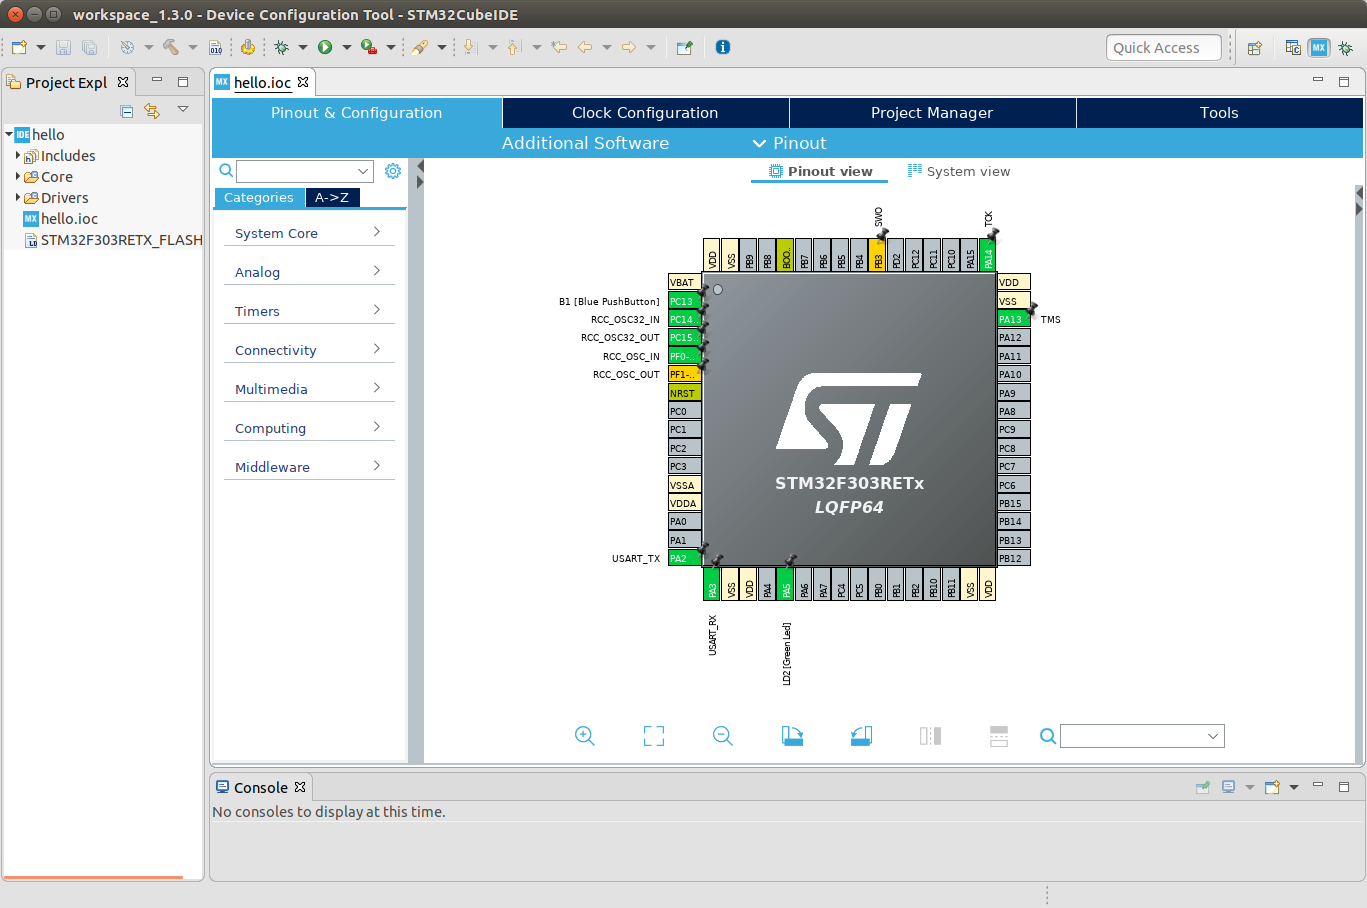 workspace_1.3.0 - Device Configuration Tool - STM32CubeIDE
010
Quick Access
MX
Project Expl
IDE hello
Includes
Core
Drivers
MX hello.ioc
STM32F303RETX_FLASH
MX hello.ioc
Pinout & Configuration
Clock Configuration
Project Manager
Tools
Additional Software
Pinout
Categories
A->Z
System Core
Analog
Timers
Connectivity
Multimedia
Computing
Middleware
Pinout view
System view
SWO
TCK
VDD
VSS
PB9
PB8
BOO..
PB7
PB6
PB5
PB4
PB3
PD2
PC12
PC11
PC10
PA15
PA14
VBAT
B1 [Blue PushButton]
PC13
RCC_OSC32_IN
PC14..
RCC_OSC32_OUT
PC15..
RCC_OSC_IN
PF0-..
RCC_OSC_OUT
PF1-..
NRST
PC0
PC1
PC2
PC3
VSSA
VDDA
PA0
PA1
USART_TX
PA2
ST
STM32F303RETx
LQFP64
VDD
VSS
PA13
TMS
PA12
PA11
PA10
PA9
PA8
PC9
PC8
PC7
PC6
PB15
PB14
PB13
PB12
PA3
VSS
VDD
PA4
PA5
PA6
PA7
PC4
PC5
PB0
PB1
PB2
PB10
PB11
VSS
VDD
USART_RX
LD2 [Green Led]
Console
No consoles to display at this time.